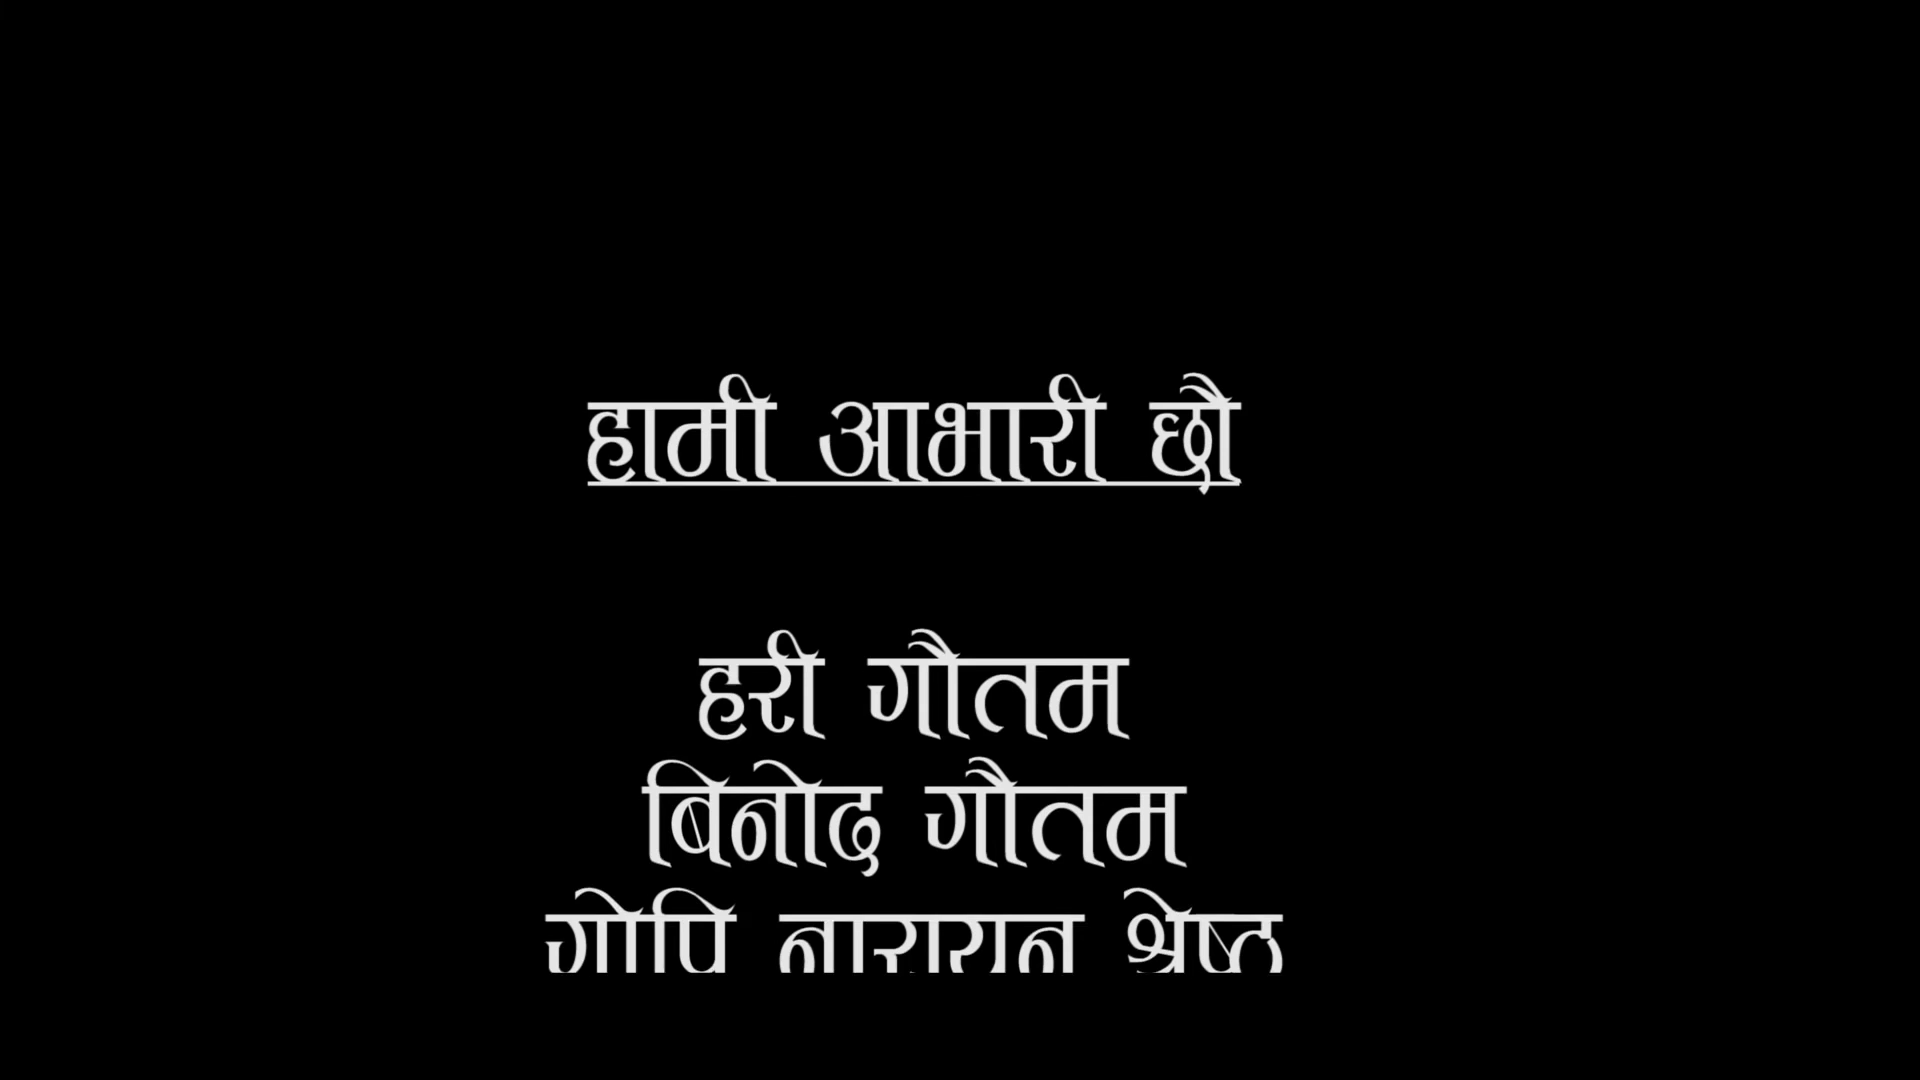 हामी आभारी छौ
हरी गौतम
बिनोद गौतम
गोपि नारायन श्रेष्ठ